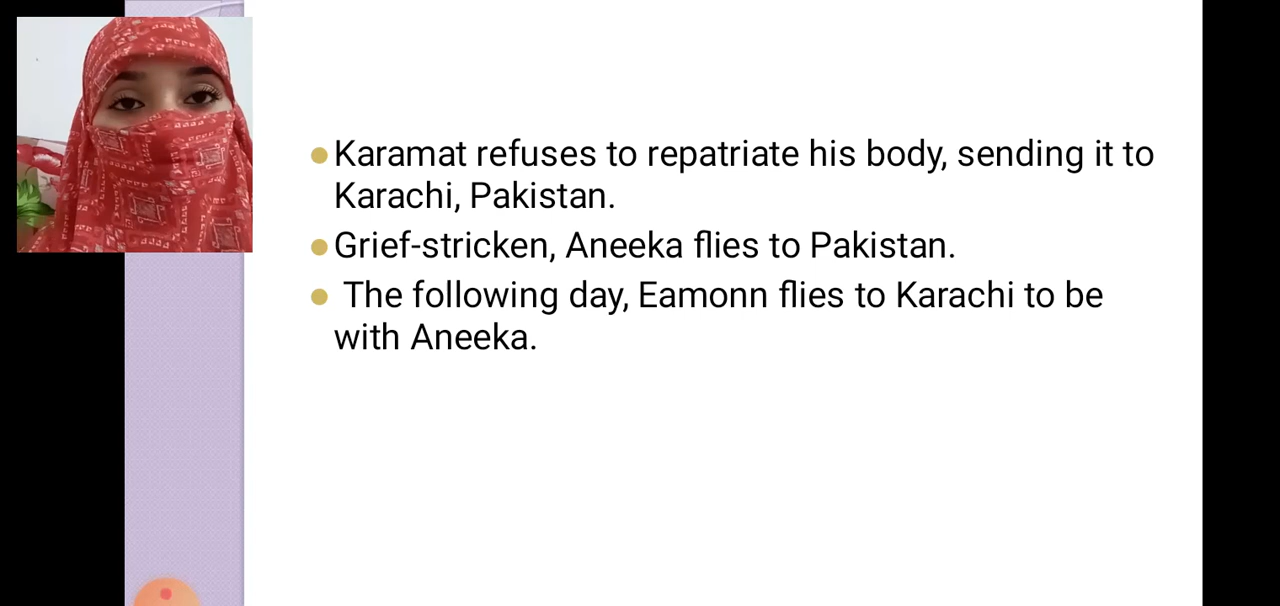 Karamat refuses to repatriate his body, sending it to
Karachi, Pakistan.
Grief-stricken, Aneeka flies to Pakistan.
The following day, Eamonn flies to Karachi to be
with Aneeka.